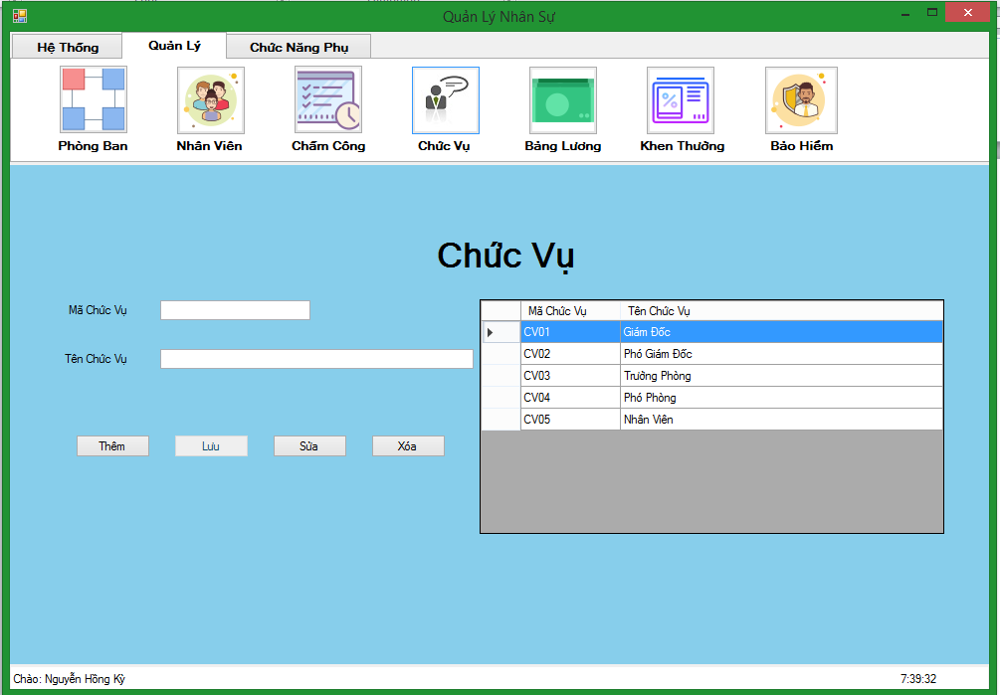 Quản Lý Nhân Sự
Hệ Thống Quản Lý Chức Năng Phụ
Phòng Ban Nhân Viên Chấm Công Chức Vụ Bảng Lương Khen Thưởng Bảo Hiểm
Chức Vụ
Mã Chức Vụ
Tên Chức Vụ
Thêm Lưu Sửa Xóa
Mã Chức Vụ Tên Chức Vụ
CV01 Giám Đốc
CV02 Phó Giám Đốc
CV03 Trưởng Phòng
CV04 Phó Phòng
CV05 Nhân Viên
Chào: Nguyễn Hồng Kỳ 7:39:32